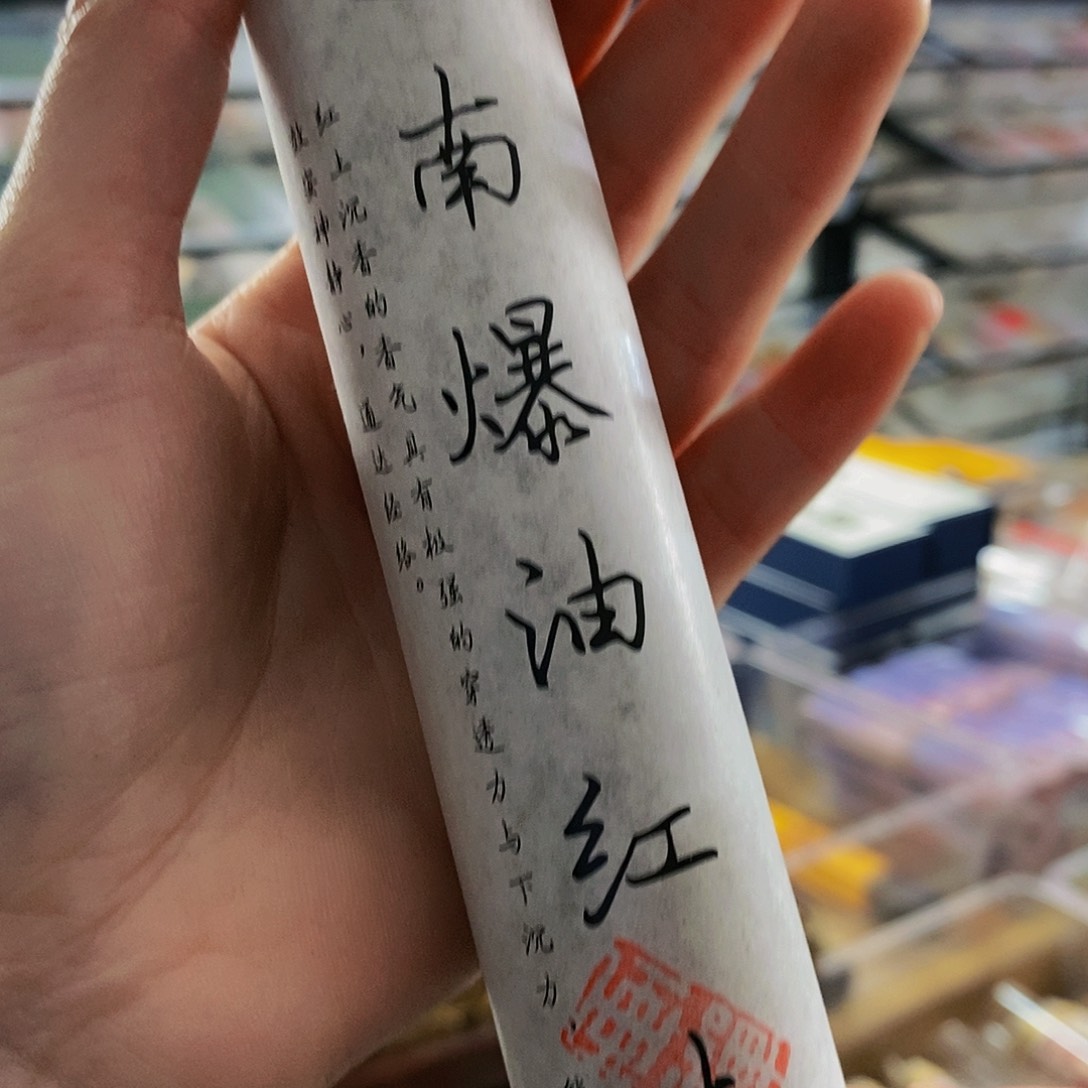 南爆油红
红土沉香的香气具有极强的穿透力与下沉力,能
安神静心,通达经络。